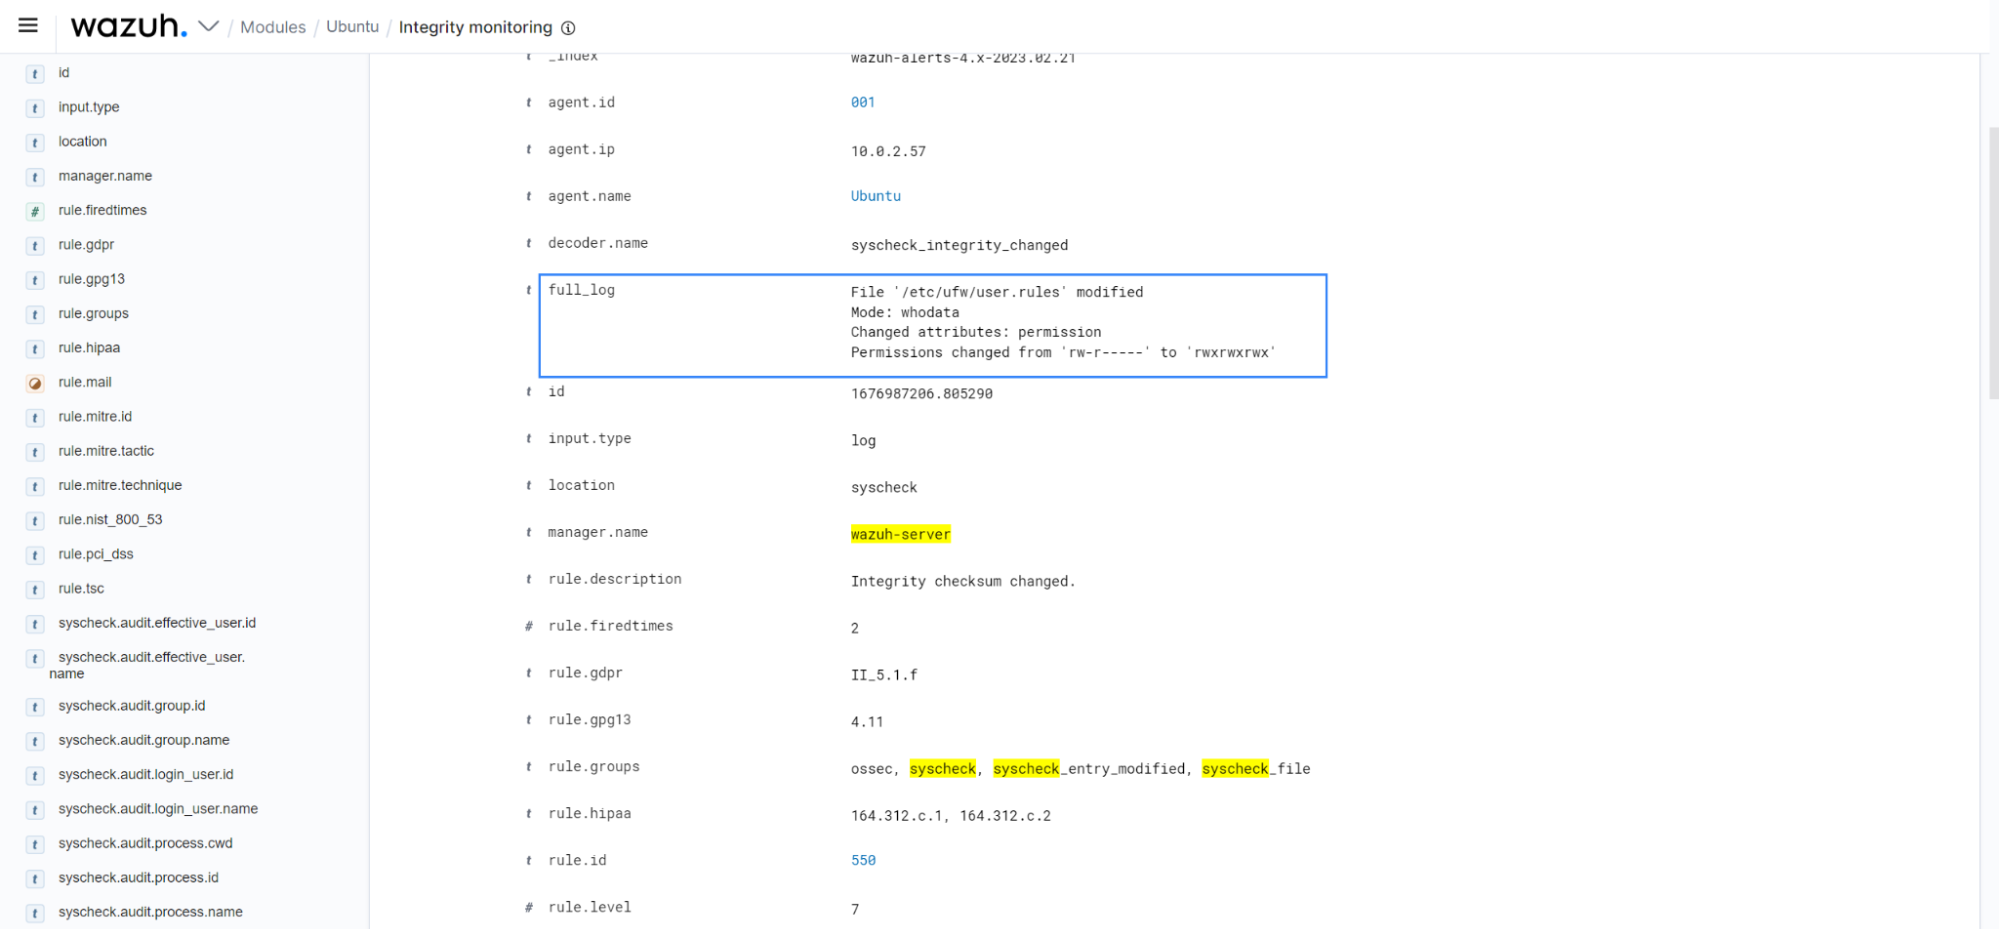 wazuh. / Modules / Ubuntu / Integrity monitoring
id
input.type
location
manager.name
# rule.firedtimes
rule.gdpr
rule.gpg13
rule.groups
rule.hipaa
rule.mail
rule.mitre.id
rule.mitre.tactic
rule.mitre.technique
rule.nist_800_53
rule.pci_dss
rule.tsc
syscheck.audit.effective_user.id
syscheck.audit.effective_user.
name
syscheck.audit.group.id
syscheck.audit.group.name
syscheck.audit.login_user.id
syscheck.audit.login_user.name
syscheck.audit.process.cwd
syscheck.audit.process.id
syscheck.audit.process.name
t _index wazuh-alerts-4.x-2023.02.21
t agent.id 001
t agent.ip 10.0.2.57
t agent.name Ubuntu
t decoder.name syscheck_integrity_changed
t full_log File '/etc/ufw/user.rules' modified
Mode: whodata
Changed attributes: permission
Permissions changed from 'rw-r-----' to 'rwxrwxrwx'
t id 1676987206.805290
t input.type log
t location syscheck
t manager.name wazuh-server
t rule.description Integrity checksum changed.
# rule.firedtimes 2
t rule.gdpr II_5.1.f
t rule.gpg13 4.11
t rule.groups ossec, syscheck, syscheck_entry_modified, syscheck_file
t rule.hipaa 164.312.c.1, 164.312.c.2
t rule.id 550
# rule.level 7